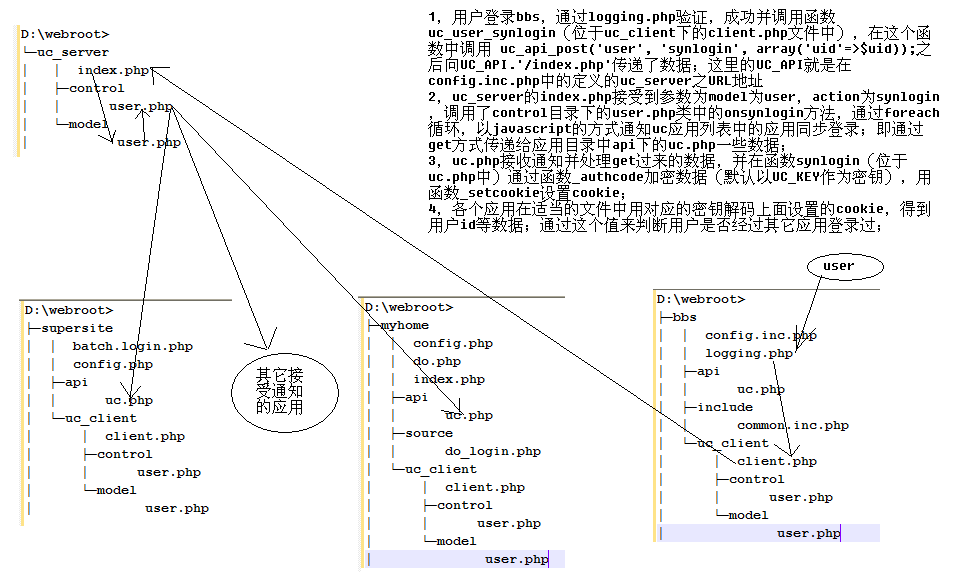 1, 用户登录bbs, 通过logging.php验证, 成功并调用函数
uc_user_synlogin (位于uc_client下的client.php文件中) , 在这个函
数中调用 uc_api_post('user', 'synlogin', array('uid'=>$uid));之
后向UC_API.'/index.php'传递了数据; 这里的UC_API就是在
config.inc.php中的定义的uc_server之URL地址
2, uc_server的index.php接受到参数为model为user, action为synlogin
, 调用了control目录下的user.php类中的onsynlogin方法, 通过foreach
循环, 以javascript的方式通知uc应用列表中的应用同步登录; 即通过
get方式传递给应用目录中api下的uc.php一些数据;
3, uc.php接收通知并处理get过来的数据, 并在函数synlogin (位于
uc.php中) 通过函数_authcode加密数据 (默认以UC_KEY作为密钥) , 用
函数_setcookie设置cookie;
4, 各个应用在适当的文件中用对应的密钥解码上面设置的cookie, 得到
用户id等数据; 通过这个值来判断用户是否经过其它应用登录过;
D:\webroot>
└─uc_server
│ │ index.php
│ ├─control
│ │ user.php
│ └─model
│ user.php
D:\webroot>
├─supersite
│ │ batch.login.php
│ │ config.php
│ ├─api
│ │ uc.php
│ └─uc_client
│ │ client.php
│ ├─control
│ │ user.php
│ └─model
│ user.php
其它接
受通知
的应用
D:\webroot>
├─myhome
│ │ config.php
│ │ do.php
│ │ index.php
│ ├─api
│ │ uc.php
│ ├─source
│ │ do_login.php
│ └─uc_client
│ │ client.php
│ ├─control
│ │ user.php
│ └─model
│ user.php
user
D:\webroot>
├─bbs
│ │ config.inc.php
│ │ logging.php
│ ├─api
│ │ uc.php
│ ├─include
│ │ common.inc.php
│ └─uc_client
│ │ client.php
│ ├─control
│ │ user.php
│ └─model
│ user.php